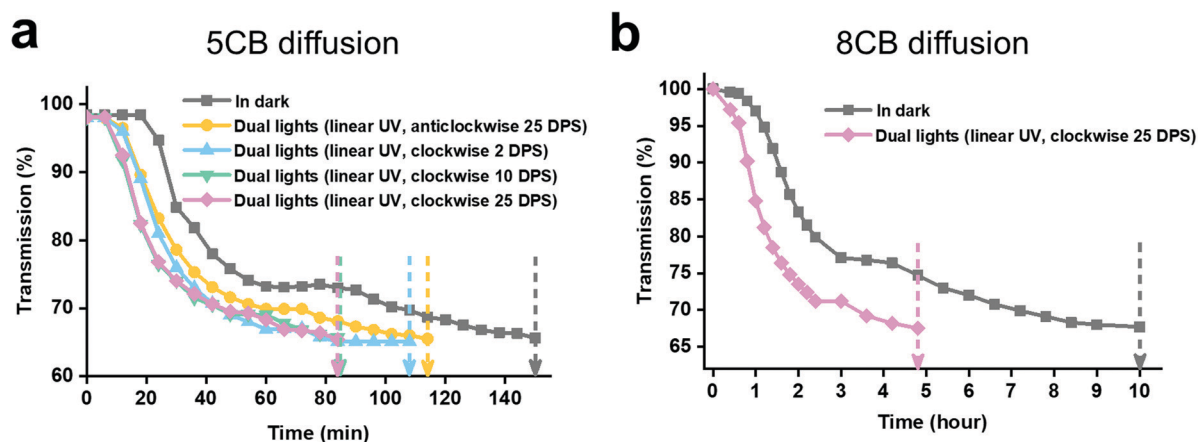 a
5CB diffusion
In dark
Dual lights (linear UV, anticlockwise 25 DPS)
Dual lights (linear UV, clockwise 2 DPS)
Dual lights (linear UV, clockwise 10 DPS)
Dual lights (linear UV, clockwise 25 DPS)
Transmission (%)
100
90
80
70
60
0 20 40 60 80 100 120 140
Time (min)
b
8CB diffusion
In dark
Dual lights (linear UV, clockwise 25 DPS)
Transmission (%)
100
95
90
85
80
75
70
65
0 1 2 3 4 5 6 7 8 9 10
Time (hour)